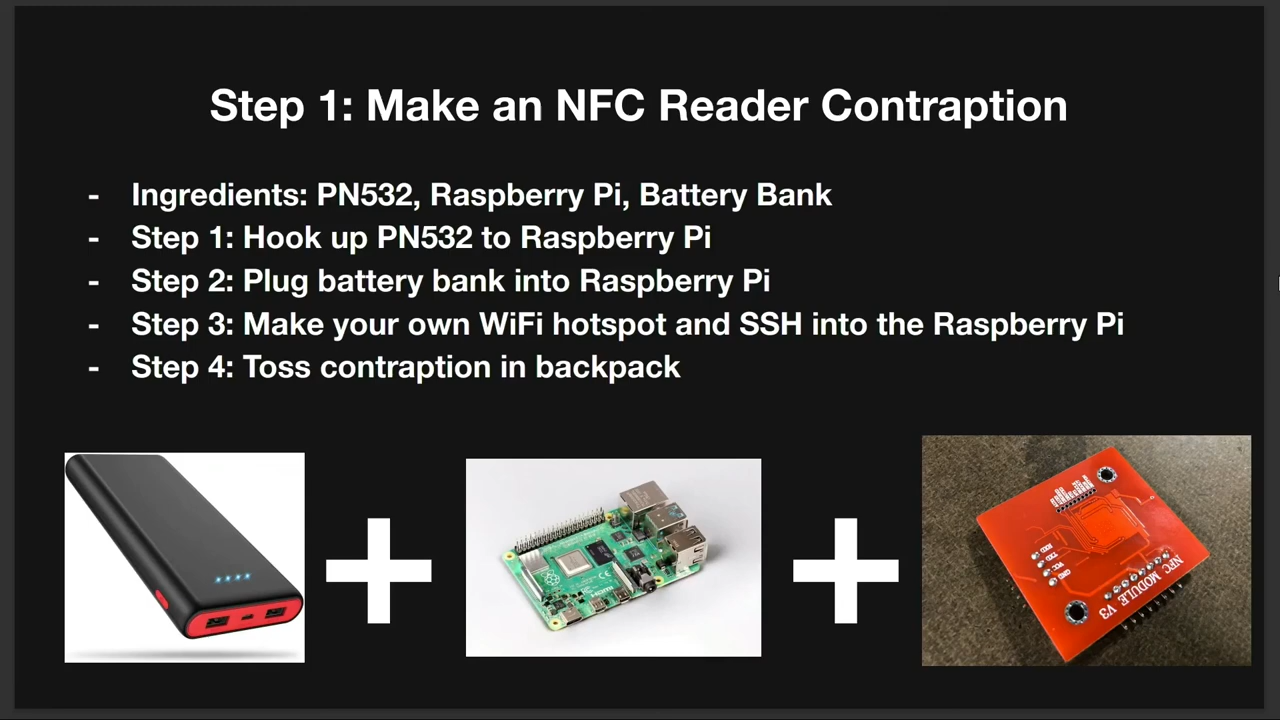 Step 1: Make an NFC Reader Contraption
- Ingredients: PN532, Raspberry Pi, Battery Bank
- Step 1: Hook up PN532 to Raspberry Pi
- Step 2: Plug battery bank into Raspberry Pi
- Step 3: Make your own WiFi hotspot and SSH into the Raspberry Pi
- Step 4: Toss contraption in backpack
NFC MODULE V3